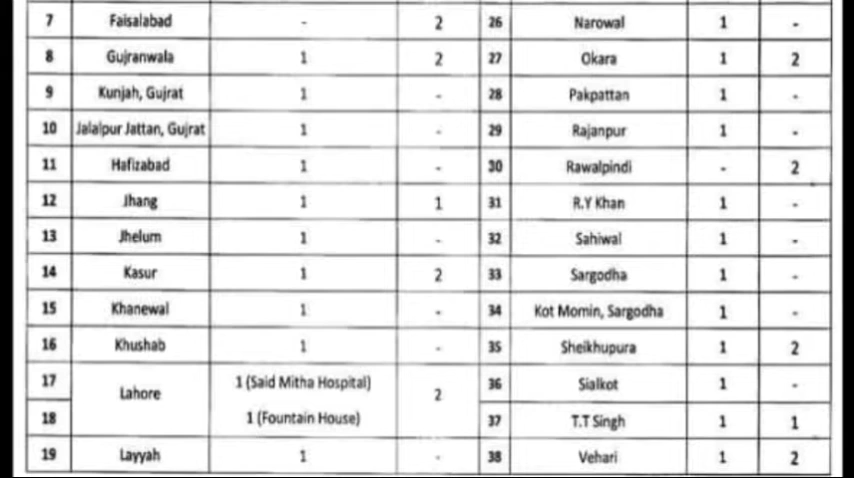 7 Faisalabad - 2 26 Narowal 1 -
8 Gujranwala 1 2 27 Okara 1 2
9 Kunjah, Gujrat 1 - 28 Pakpattan 1 -
10 Jalalpur Jattan, Gujrat 1 - 29 Rajanpur 1 -
11 Hafizabad 1 - 30 Rawalpindi - 2
12 Jhang 1 1 31 R.Y Khan 1 -
13 Jhelum 1 - 32 Sahiwal 1 -
14 Kasur 1 2 33 Sargodha 1 -
15 Khanewal 1 - 34 Kot Momin, Sargodha 1 -
16 Khushab 1 - 35 Sheikhupura 1 2
17 Lahore 1 (Said Mitha Hospital) 2 36 Sialkot 1 -
18 1 (Fountain House) 37 T.T Singh 1 1
19 Layyah 1 - 38 Vehari 1 2